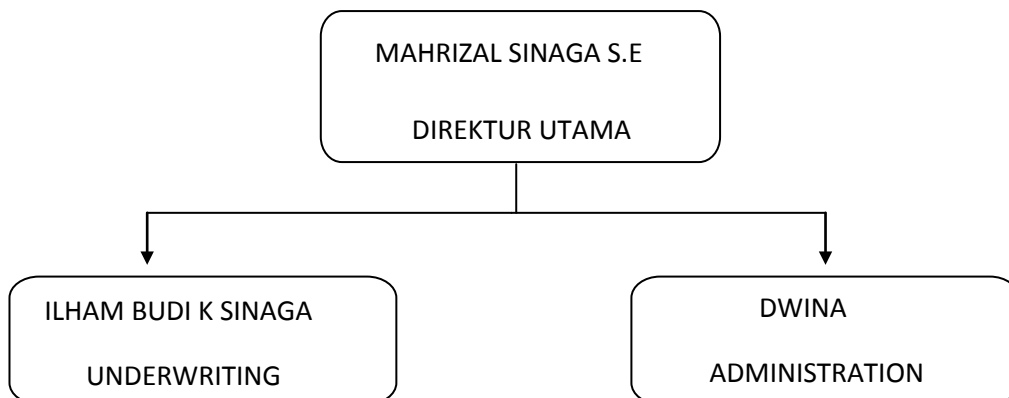 MAHRIZAL SINAGA S.E
DIREKTUR UTAMA
ILHAM BUDI K SINAGA
UNDERWRITING
DWINA
ADMINISTRATION